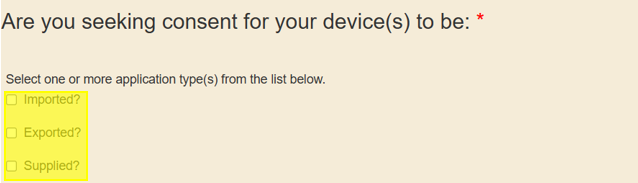 Are you seeking consent for your device(s) to be: *
Select one or more application type(s) from the list below.
Imported?
Exported?
Supplied?